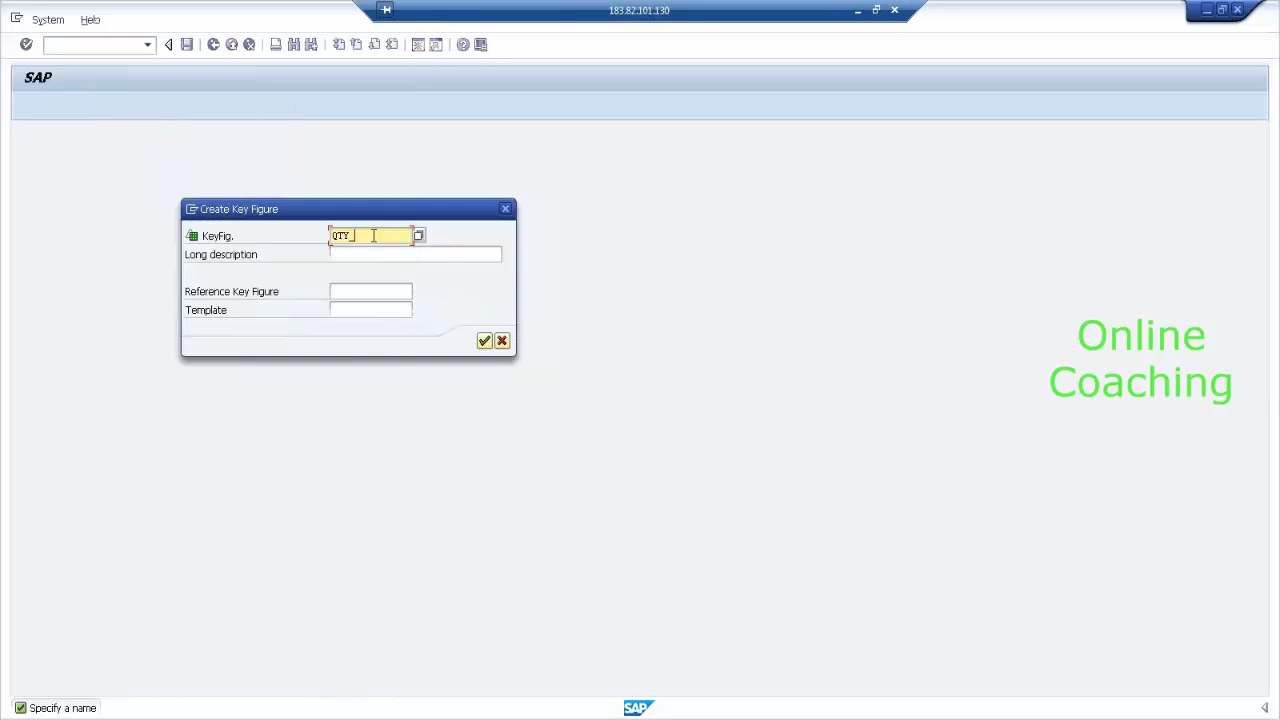 183.82.101.130
System Help
SAP
Create Key Figure
KeyFig. QTY_
Long description
Reference Key Figure
Template
Online
Coaching
Specify a name
SAP